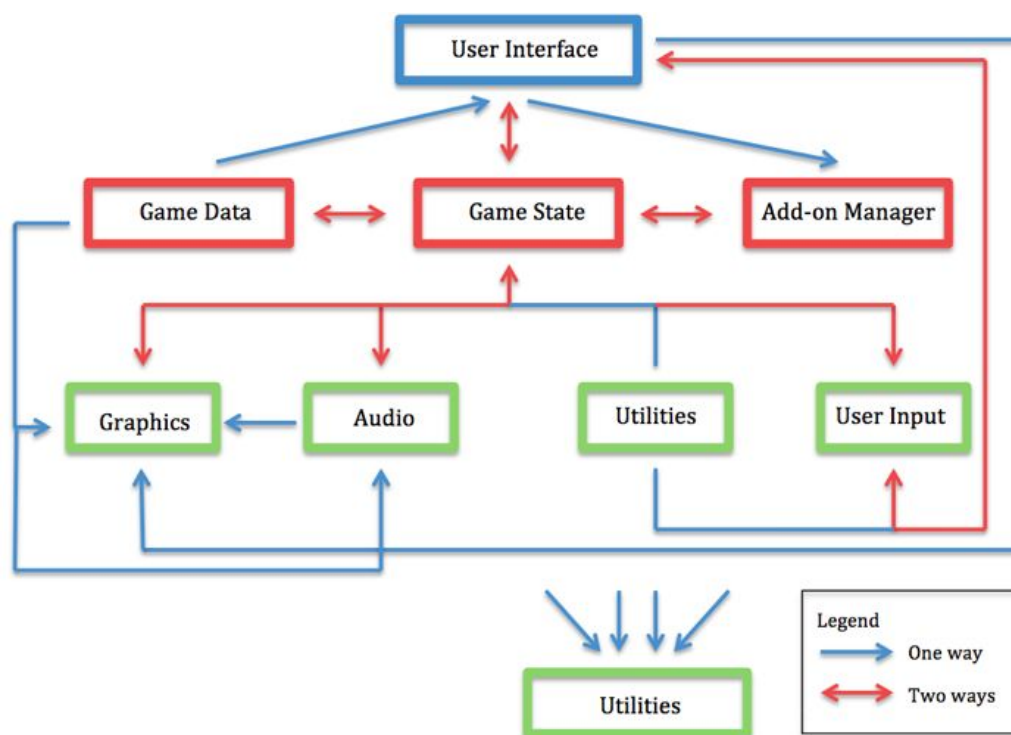 User Interface
Game Data
Game State
Add-on Manager
Graphics
Audio
Utilities
User Input
Utilities
Legend
One way
Two ways